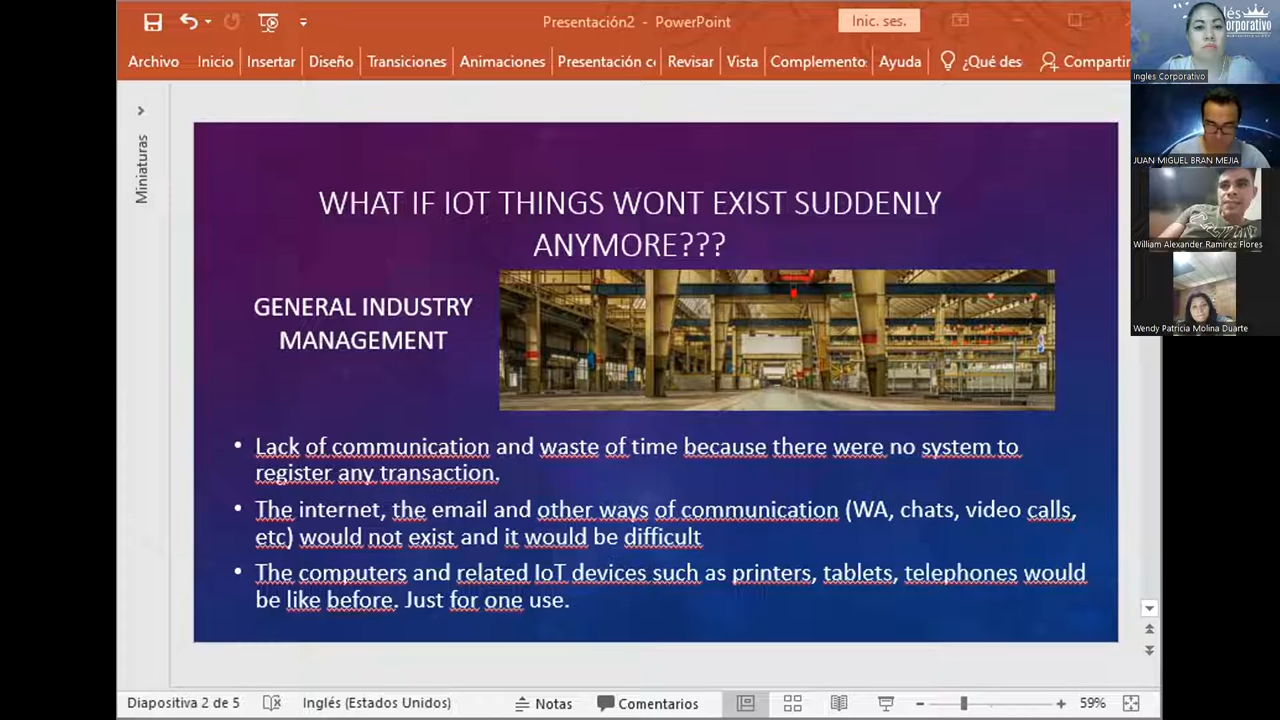 Presentación2 - PowerPoint
Inic. ses.
Archivo Inicio Insertar Diseño Transiciones Animaciones Presentación c Revisar Vista Complemento Ayuda ¿Qué des Compartir
Miniaturas
WHAT IF IOT THINGS WONT EXIST SUDDENLY
ANYMORE???
GENERAL INDUSTRY
MANAGEMENT
• Lack of communication and waste of time because there were no system to
register any transaction.
• The internet, the email and other ways of communication (WA, chats, video calls,
etc) would not exist and it would be difficult
• The computers and related IoT devices such as printers, tablets, telephones would
be like before. Just for one use.
Diapositiva 2 de 5 Inglés (Estados Unidos) Notas Comentarios 59%
Ingles Corporativo
JUAN MIGUEL BRAN MEJIA
William Alexander Ramirez Flores
Wendy Patricia Molina Duarte